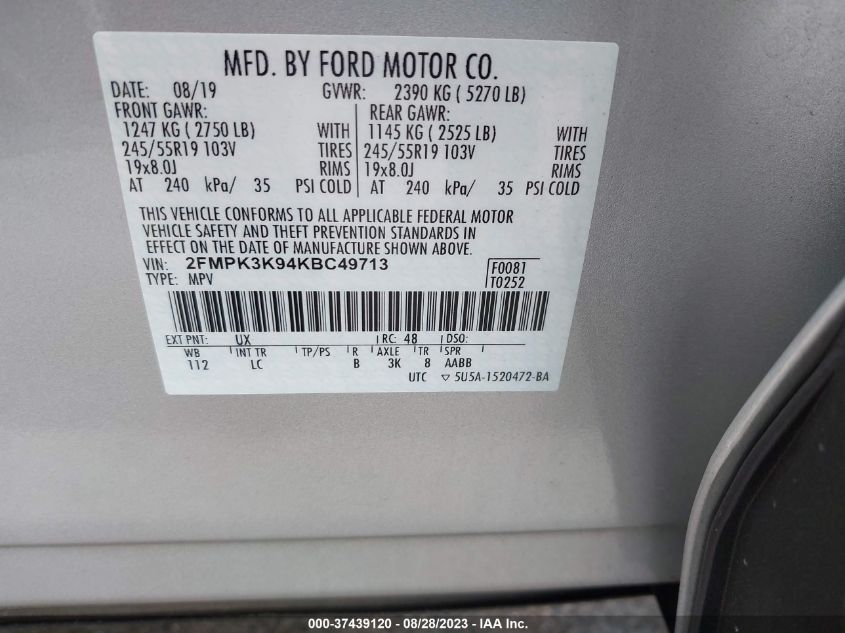 MFD. BY FORD MOTOR CO.
DATE: 08/19 GVWR: 2390 KG ( 5270 LB)
FRONT GAWR: REAR GAWR:
1247 KG ( 2750 LB) WITH 1145 KG ( 2525 LB) WITH
245/55R19 103V TIRES 245/55R19 103V TIRES
19x8.0J RIMS 19x8.0J RIMS
AT 240 kPa/ 35 PSI COLD AT 240 kPa/ 35 PSI COLD
THIS VEHICLE CONFORMS TO ALL APPLICABLE FEDERAL MOTOR
VEHICLE SAFETY AND THEFT PREVENTION STANDARDS IN
EFFECT ON THE DATE OF MANUFACTURE SHOWN ABOVE.
VIN: 2FMPK3K94KBC49713 F0081
TYPE: MPV T0252
EXT PNT: UX RC: 48 DSO:
WB INT TR TP/PS R AXLE TR SPR
112 LC B 3K 8 AABB
UTC ▽ 5U5A-1520472-BA
000-37439120 — 08/28/2023 — IAA Inc.